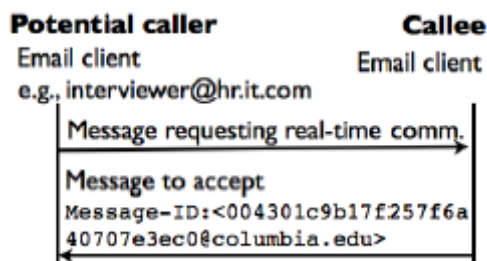 Potential caller Callee
Email client Email client
e.g., interviewer@hr.it.com
Message requesting real-time comm.
Message to accept
Message-ID:<004301c9b17f257f6a
40707e3ec0@columbia.edu>